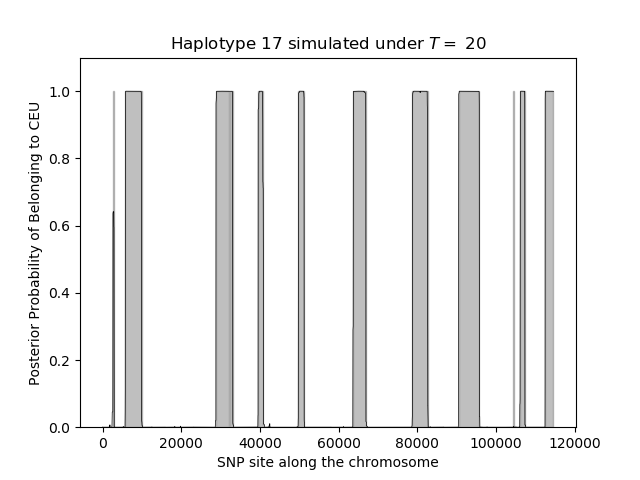 Haplotype 17 simulated under T = 20
Posterior Probability of Belonging to CEU
1.0
0.8
0.6
0.4
0.2
0.0
0 20000 40000 60000 80000 100000 120000
SNP site along the chromosome